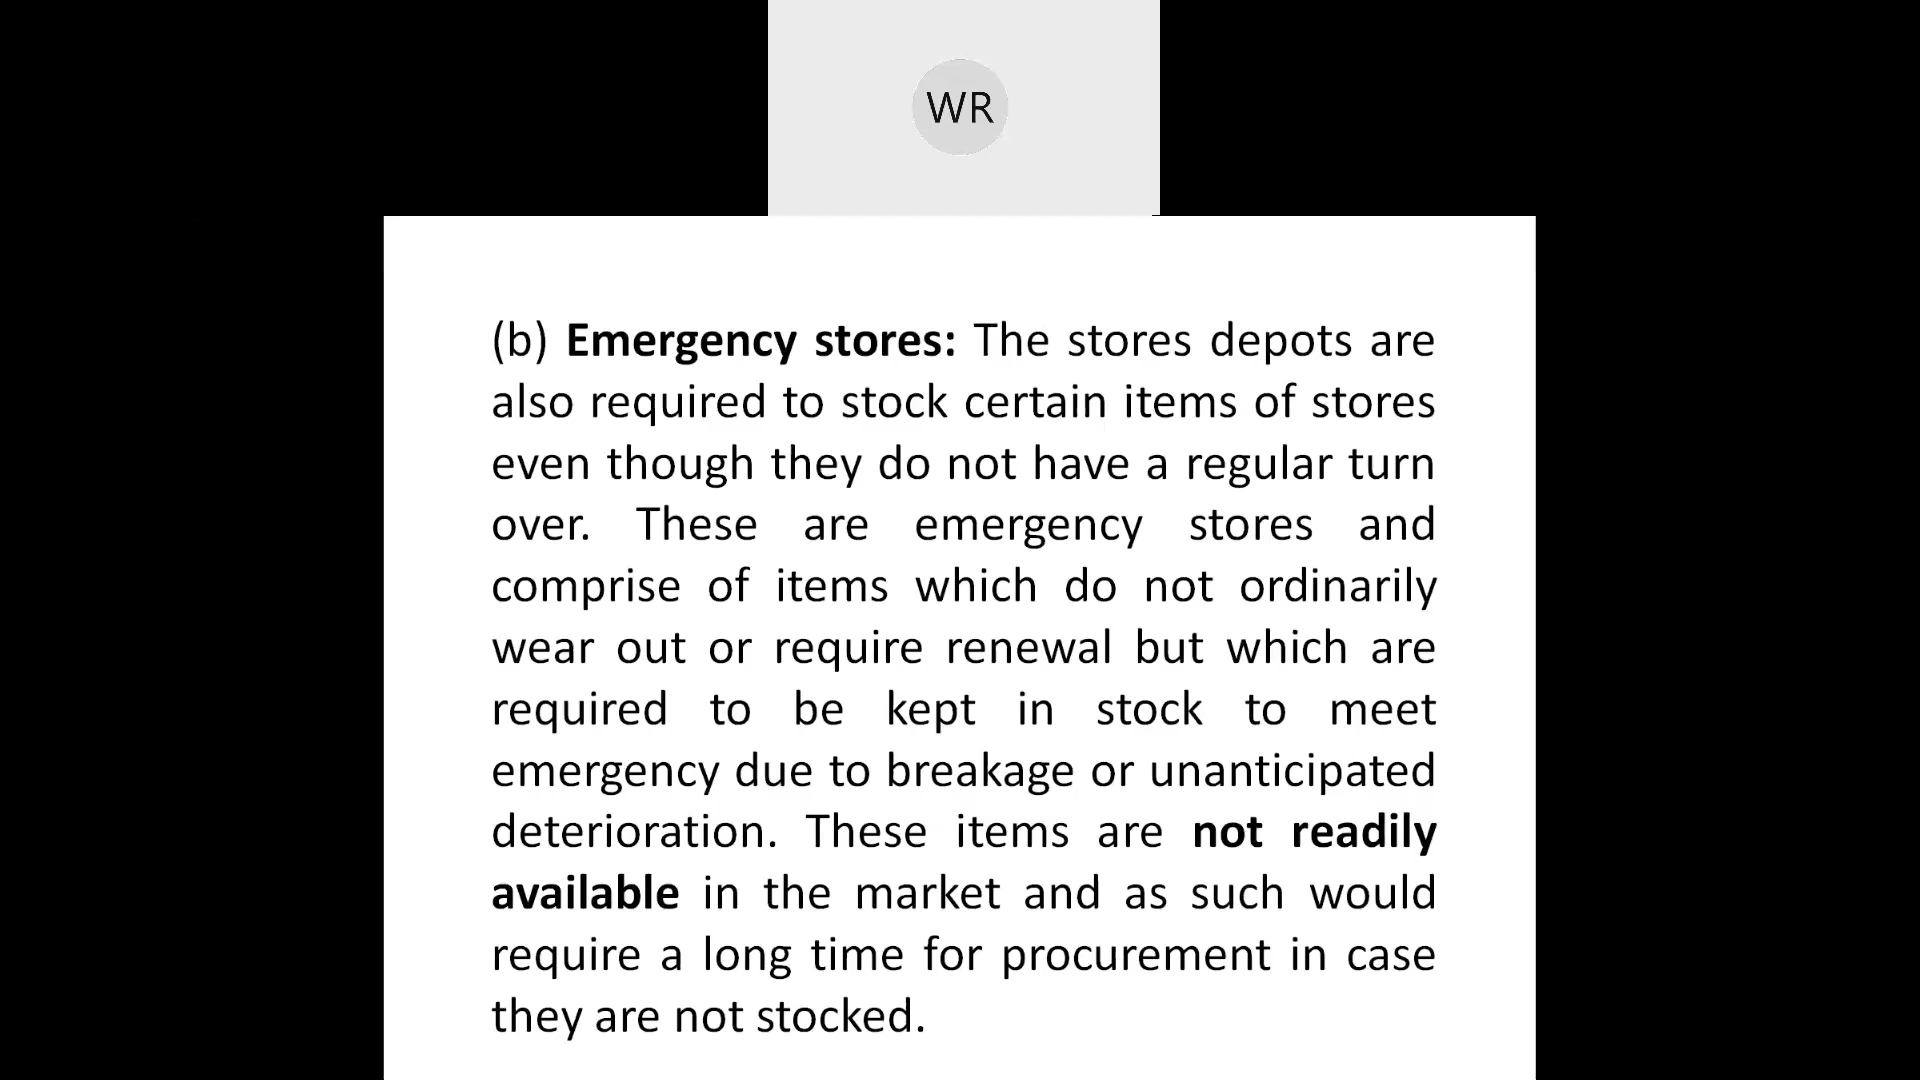 WR
(b) Emergency stores: The stores depots are
also required to stock certain items of stores
even though they do not have a regular turn
over. These are emergency stores and
comprise of items which do not ordinarily
wear out or require renewal but which are
required to be kept in stock to meet
emergency due to breakage or unanticipated
deterioration. These items are not readily
available in the market and as such would
require a long time for procurement in case
they are not stocked.